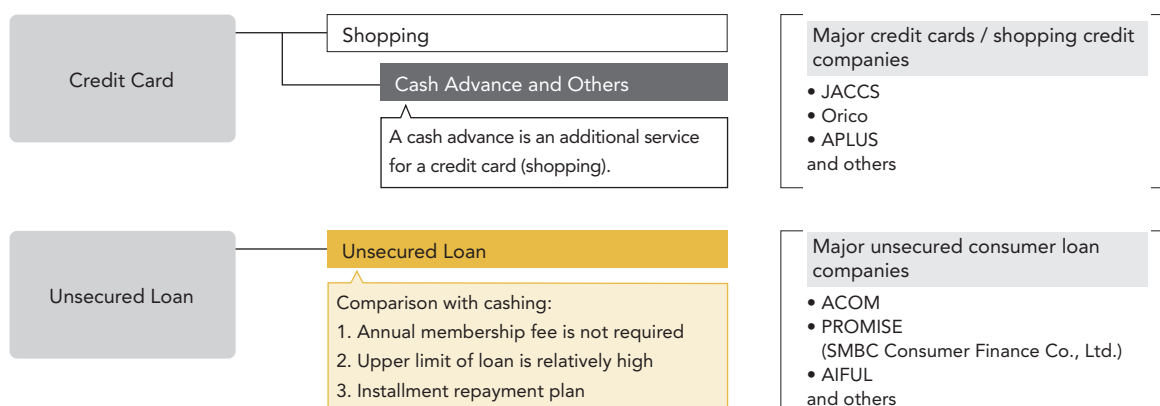 Credit Card
Shopping
Cash Advance and Others
A cash advance is an additional service
for a credit card (shopping).
Major credit cards / shopping credit
companies
• JACCS
• Orico
• APLUS
and others
Unsecured Loan
Unsecured Loan
Comparison with cashing:
1. Annual membership fee is not required
2. Upper limit of loan is relatively high
3. Installment repayment plan
Major unsecured consumer loan
companies
• ACOM
• PROMISE
(SMBC Consumer Finance Co., Ltd.)
• AIFUL
and others